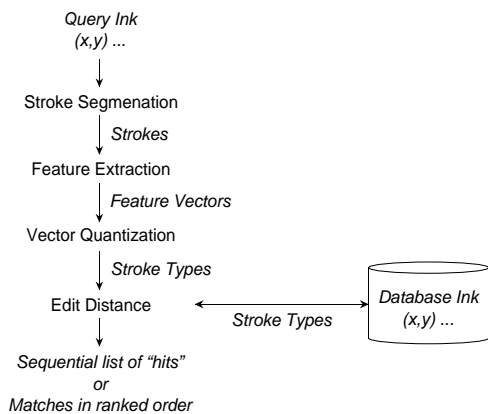 Query Ink
(x,y) ...
Stroke Segmenation
Strokes
Feature Extraction
Feature Vectors
Vector Quantization
Stroke Types
Edit Distance
Stroke Types
Database Ink
(x,y) ...
Sequential list of “hits”
or
Matches in ranked order